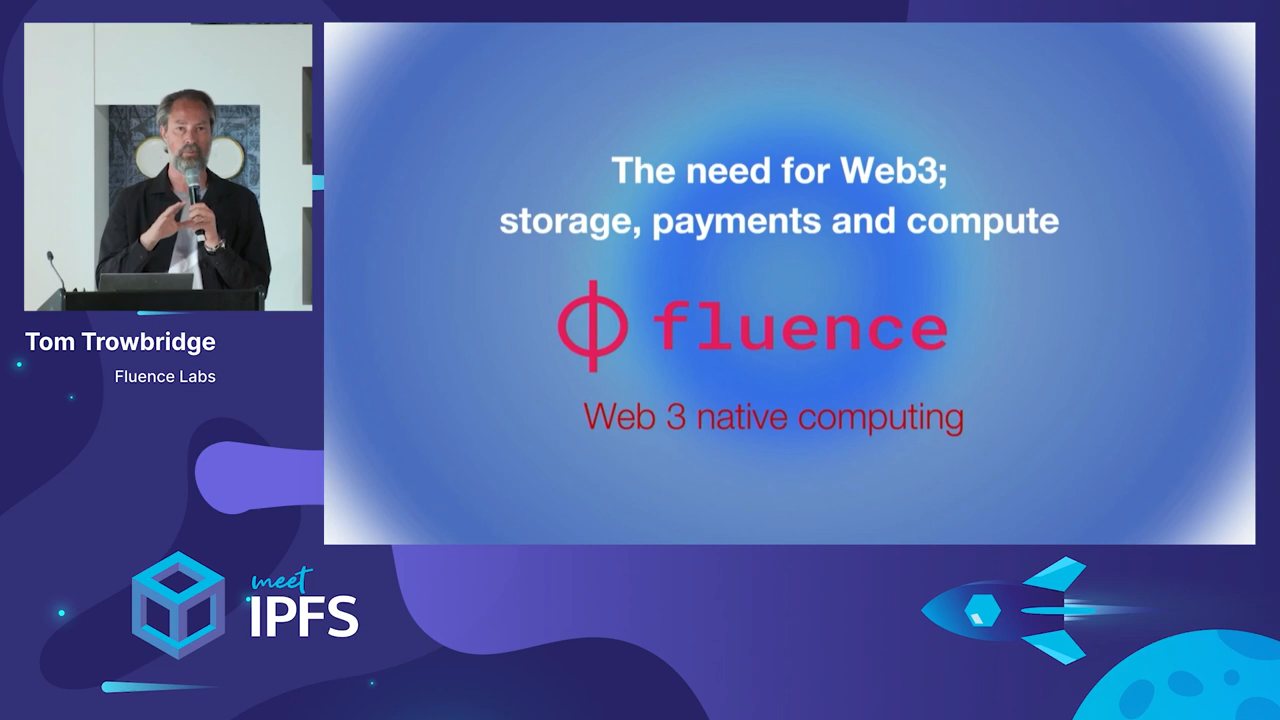 The need for Web3;
storage, payments and compute
fluence
Web 3 native computing
Tom Trowbridge
Fluence Labs
meet
IPFS